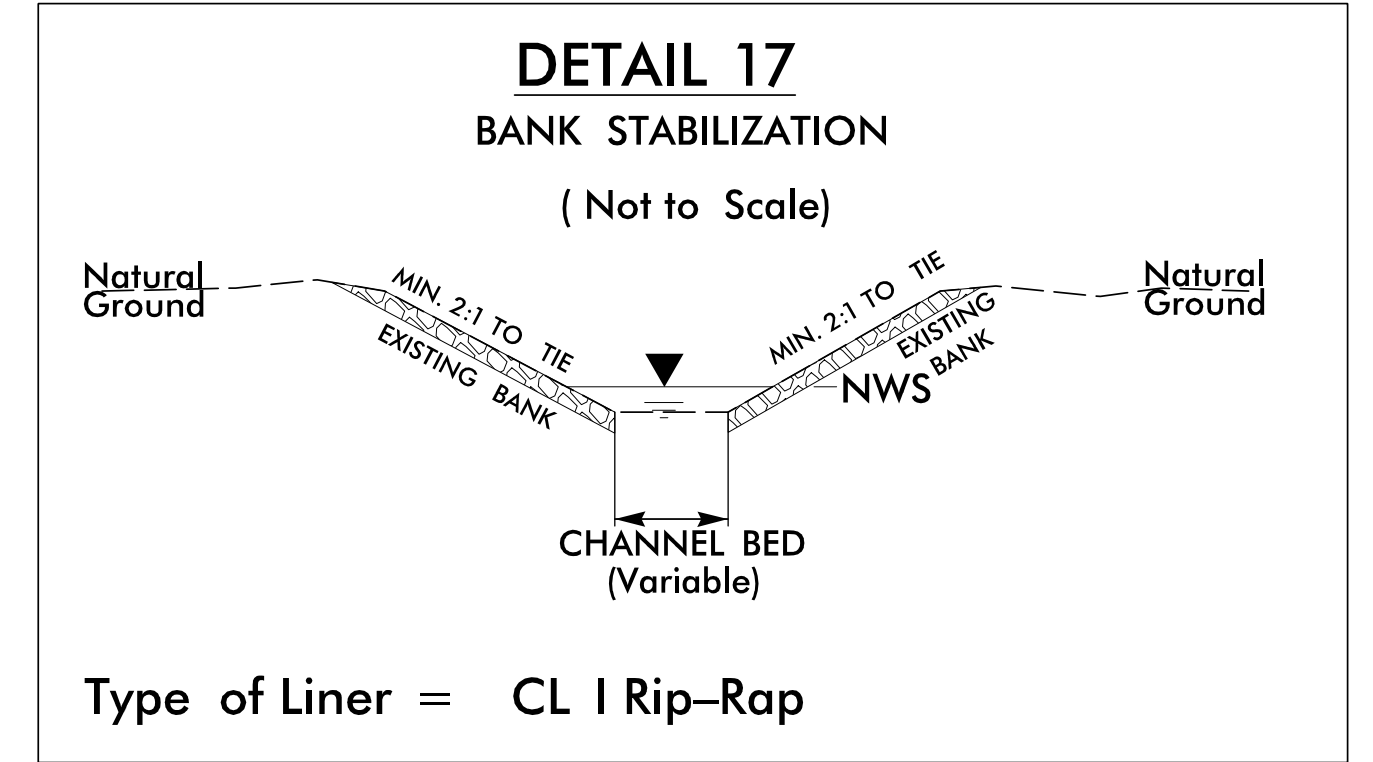 DETAIL 17
BANK STABILIZATION
( Not to Scale)
Natural
Ground
MIN. 2:1 TO TIE
EXISTING BANK
MIN. 2:1 TO TIE
EXISTING
BANK
Natural
Ground
NWS
CHANNEL BED
(Variable)
Type of Liner = CL I Rip-Rap